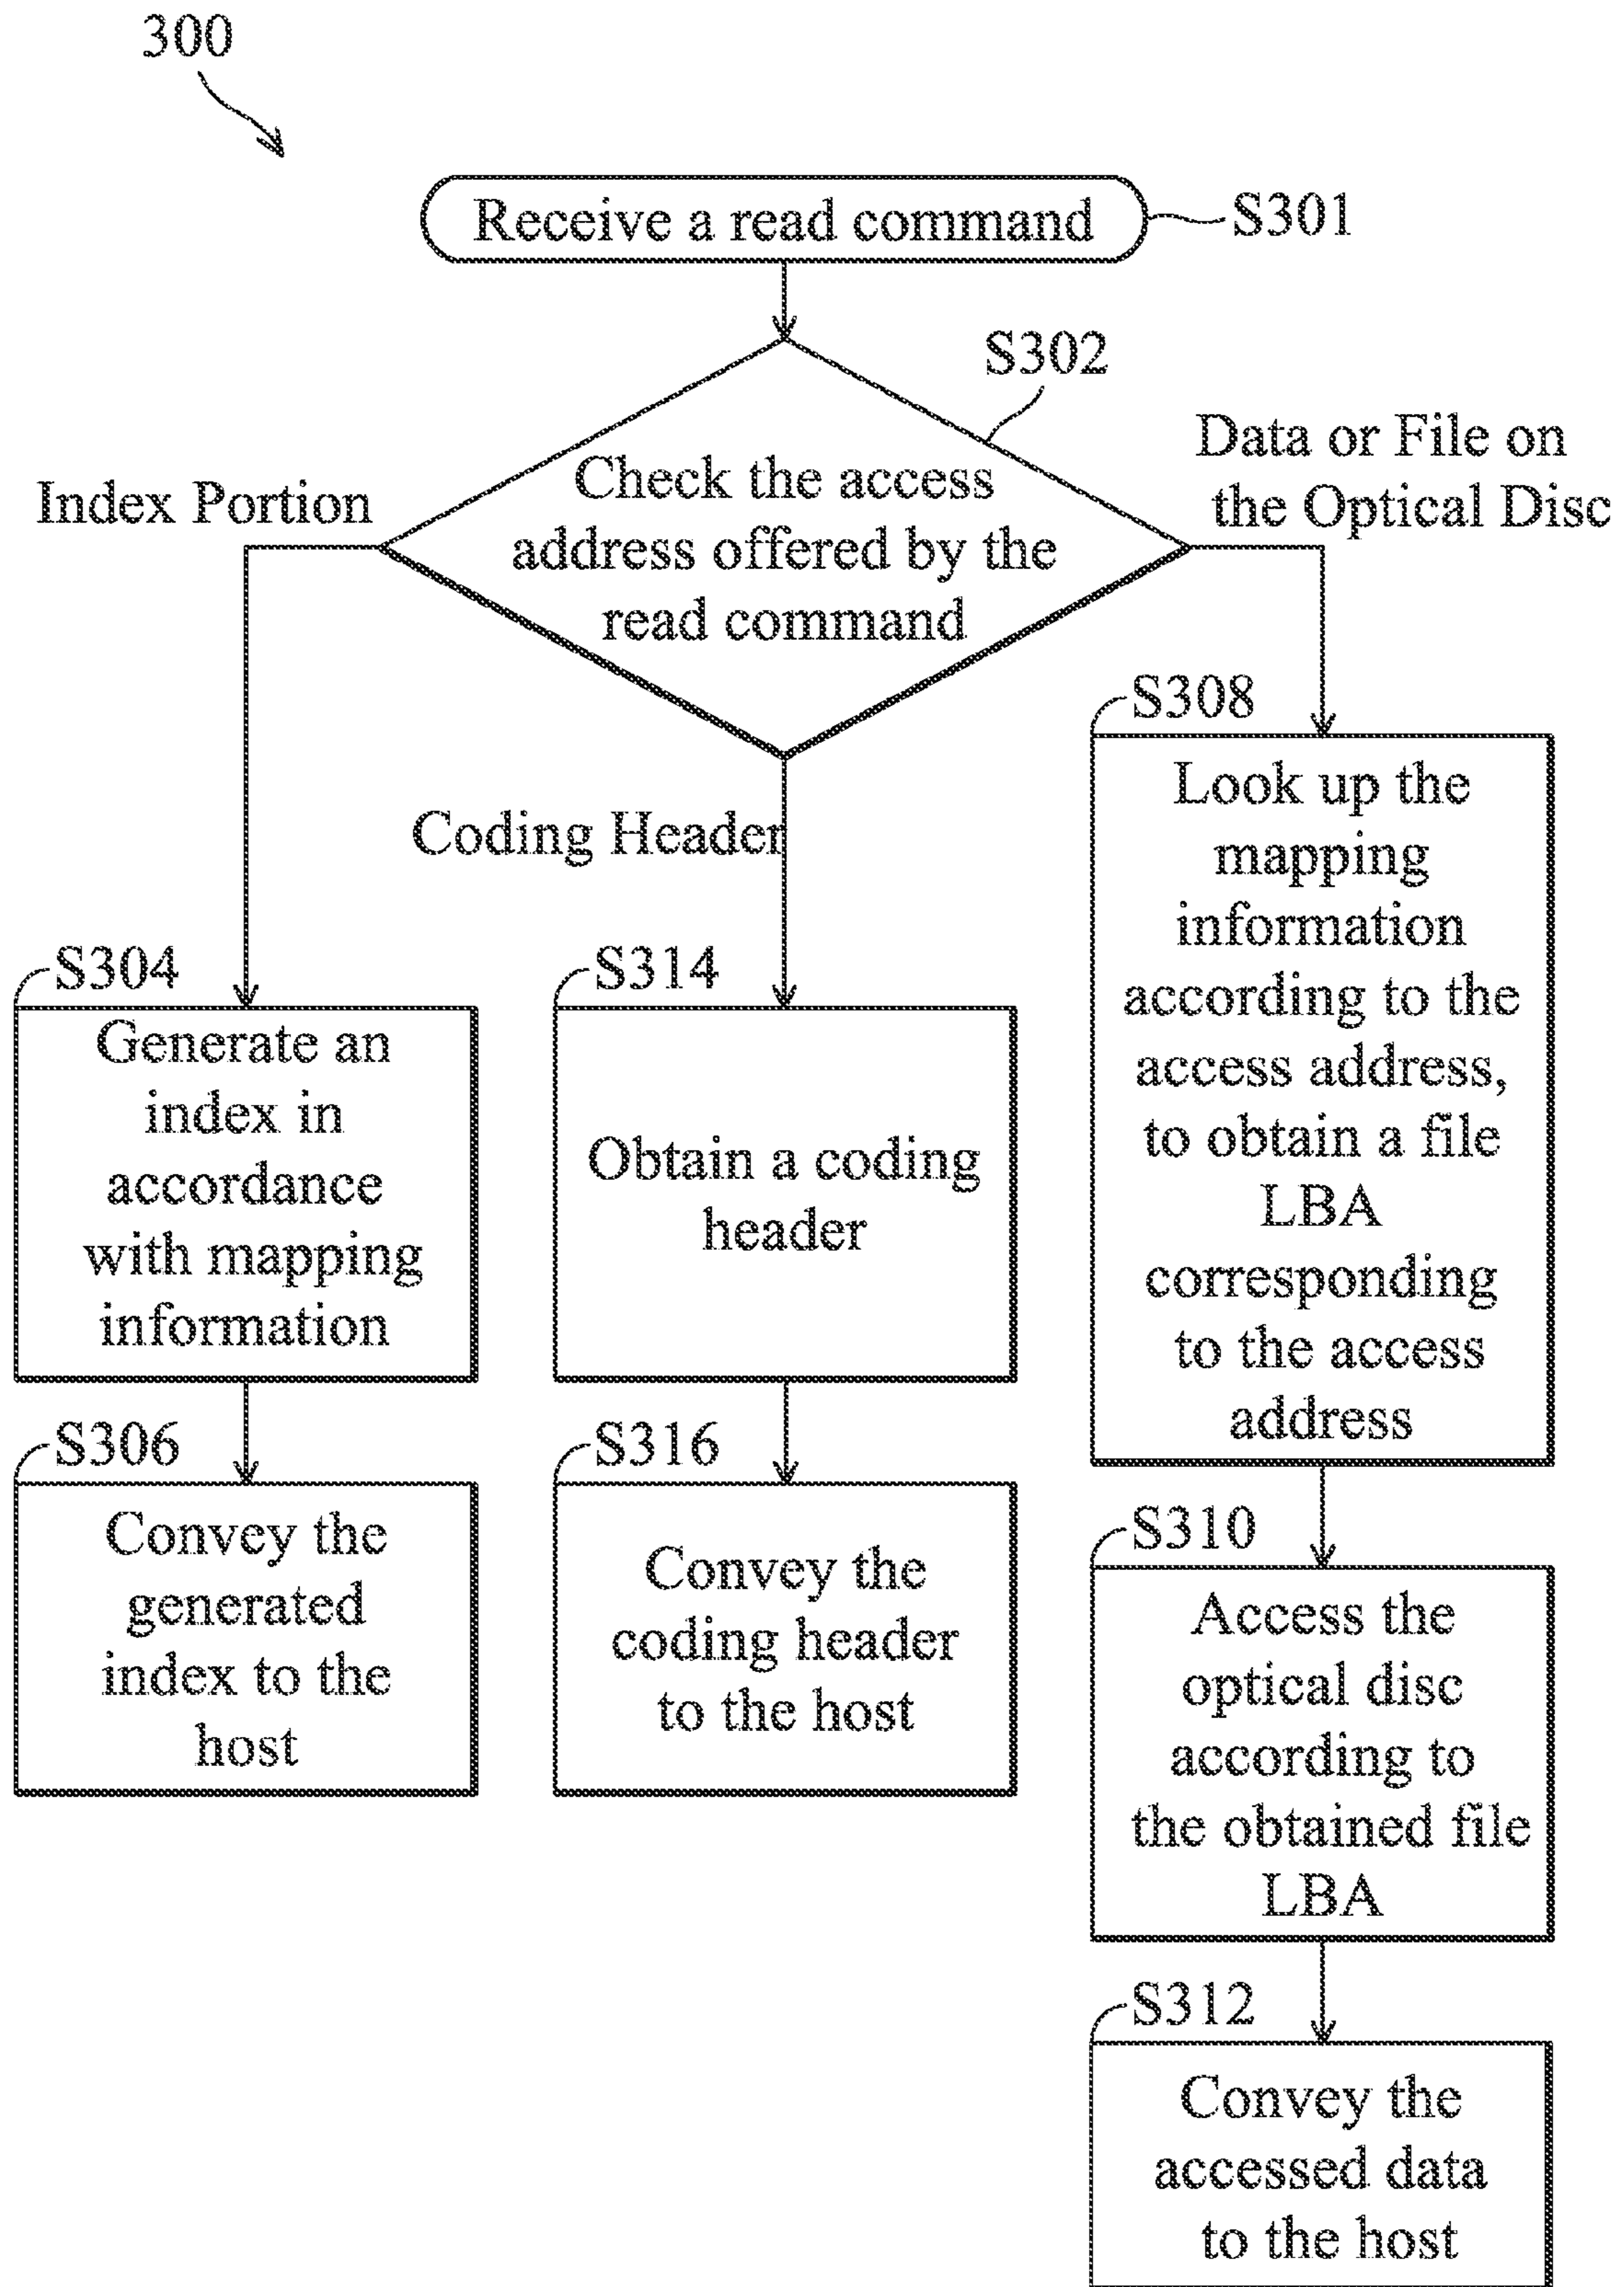 300
Receive a read command
S301
S302
Check the access
address offered by the
read command
Index Portion
Data or File on
the Optical Disc
Coding Header
S304
Generate an
index in
accordance
with mapping
information
S306
Convey the
generated
index to the
host
S314
Obtain a coding
header
S316
Convey the
coding header
to the host
S308
Look up the
mapping
information
according to the
access address,
to obtain a file
LBA
corresponding
to the access
address
S310
Access the
optical disc
according to
the obtained file
LBA
S312
Convey the
accessed data
to the host